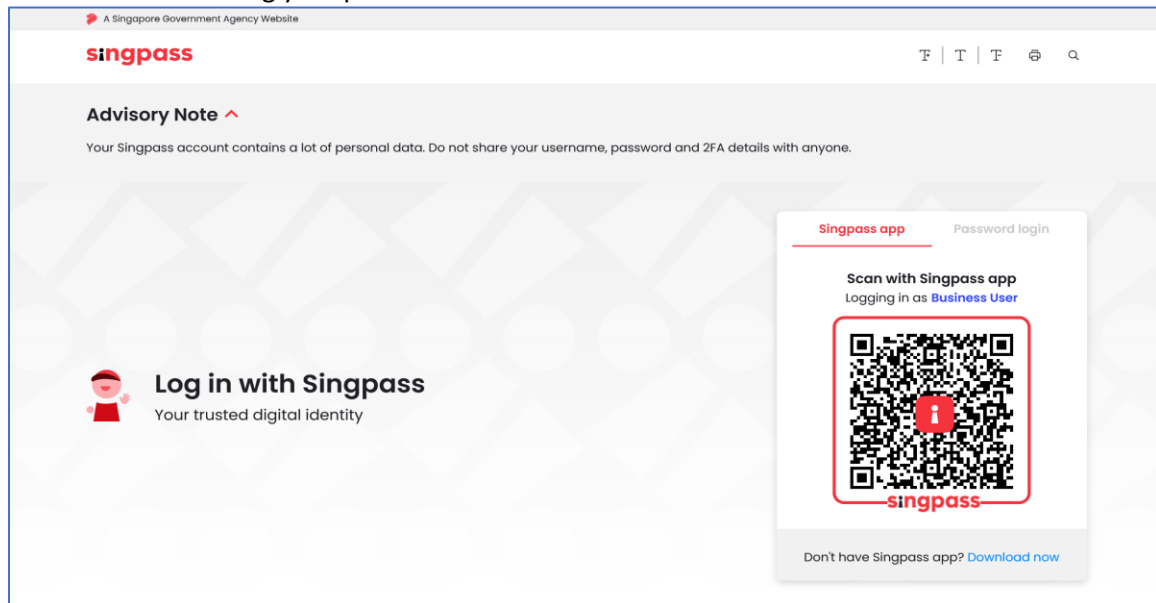 A Singapore Government Agency Website
singpass
T | T | T
Advisory Note
Your Singpass account contains a lot of personal data. Do not share your username, password and 2FA details with anyone.
Singpass app Password login
Scan with Singpass app
Logging in as Business User
Log in with Singpass
Your trusted digital identity
singpass
Don't have Singpass app? Download now